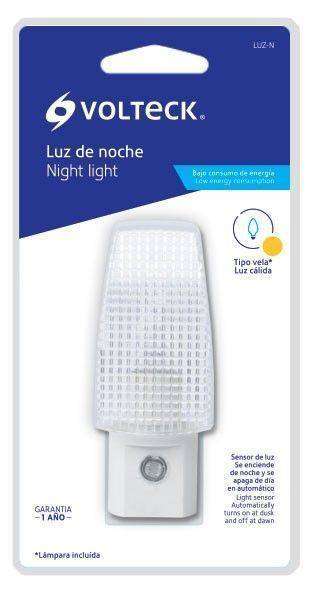 LUZ-N
VOLTECK®
Luz de noche
Night light
Bajo consumo de energía
Low energy consumption
Tipo vela*
Luz cálida
Sensor de luz
Se enciende
de noche y se
apaga de día
en automático
Light sensor
Automatically
turns on at dusk
and off at dawn
GARANTIA
–1 AÑO–
*Lámpara incluída